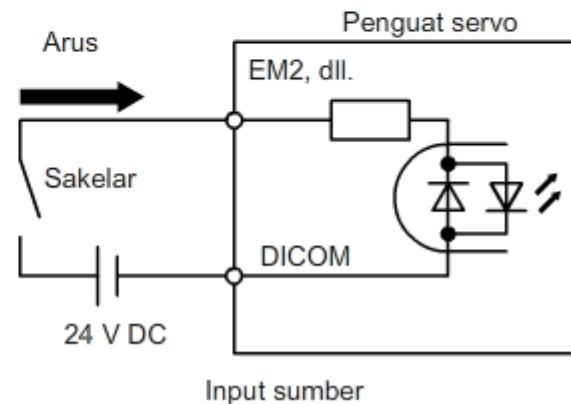 Penguat servo
Arus
EM2, dll.
Sakelar
DICOM
24 V DC
Input sumber